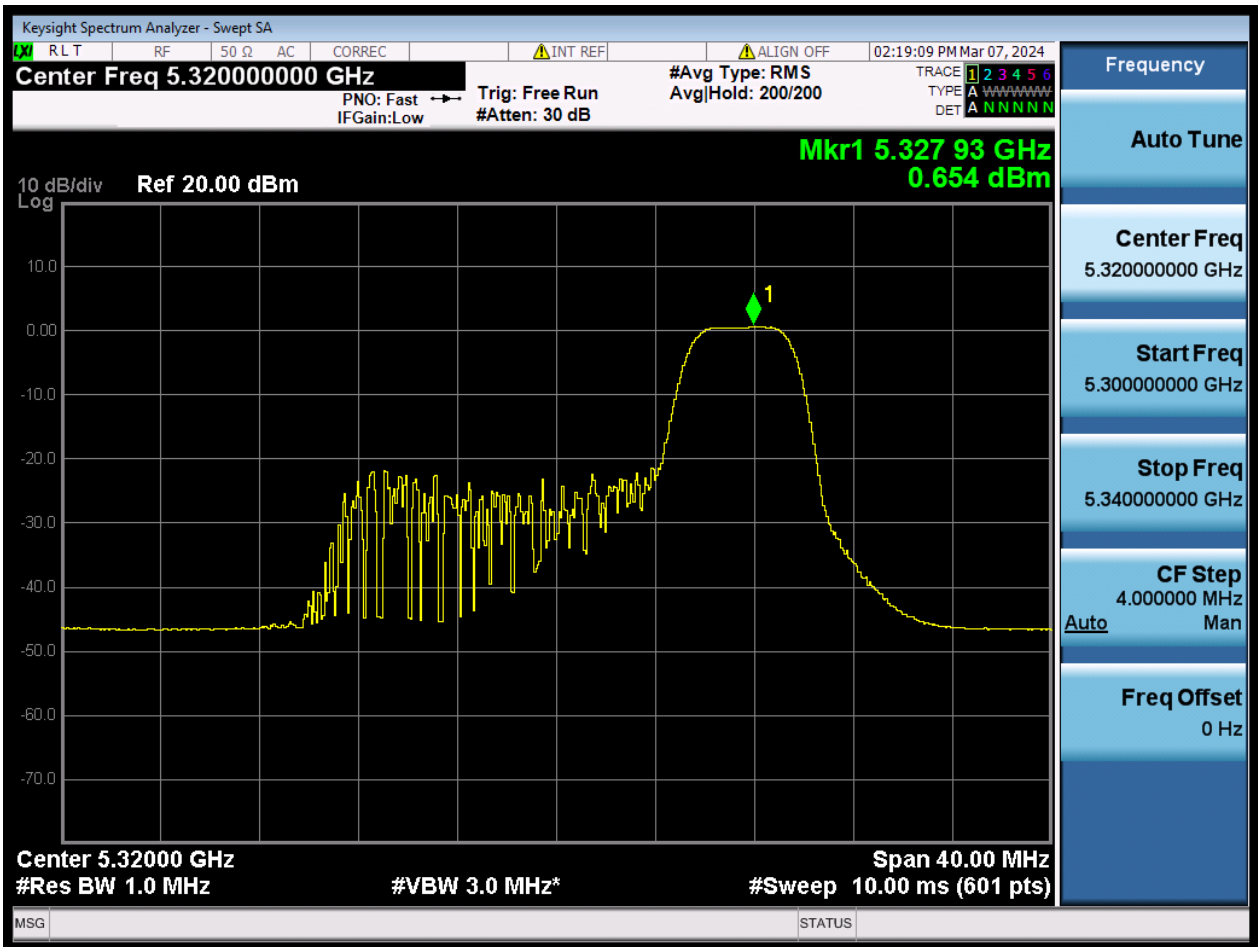 Keysight Spectrum Analyzer - Swept SA
LXI RLT RF 50 Ω AC CORREC INT REF ALIGN OFF 02:19:09 PM Mar 07, 2024
Center Freq 5.320000000 GHz
PNO: Fast
IFGain:Low
Trig: Free Run
#Atten: 30 dB
#Avg Type: RMS
Avg|Hold: 200/200
TRACE 1 2 3 4 5 6
TYPE A WWWWW
DET A N N N N N
Mkr1 5.327 93 GHz
0.654 dBm
10 dB/div Ref 20.00 dBm
Log
1
10.0
0.00
-10.0
-20.0
-30.0
-40.0
-50.0
-60.0
-70.0
Center 5.32000 GHz Span 40.00 MHz
#Res BW 1.0 MHz #VBW 3.0 MHz* #Sweep 10.00 ms (601 pts)
MSG STATUS
Frequency
Auto Tune
Center Freq
5.320000000 GHz
Start Freq
5.300000000 GHz
Stop Freq
5.340000000 GHz
CF Step
4.000000 MHz
Auto Man
Freq Offset
0 Hz